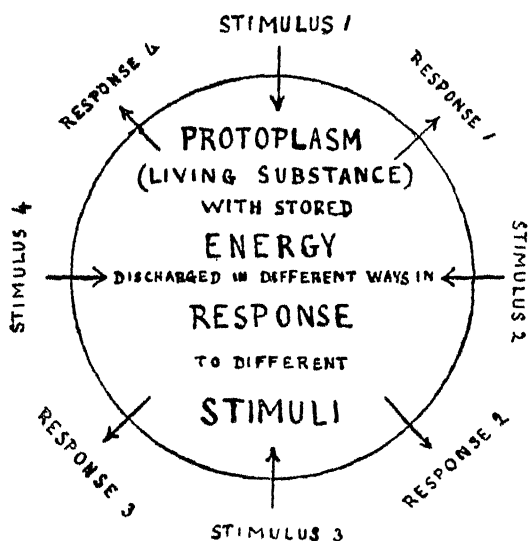 STIMULUS 1
RESPONSE 4
RESPONSE 1
PROTOPLASM
(LIVING SUBSTANCE)
WITH STORED
ENERGY
DISCHARGED IN DIFFERENT WAYS IN
RESPONSE
TO DIFFERENT
STIMULI
STIMULUS 4
STIMULUS 2
RESPONSE 3
RESPONSE 2
STIMULUS 3